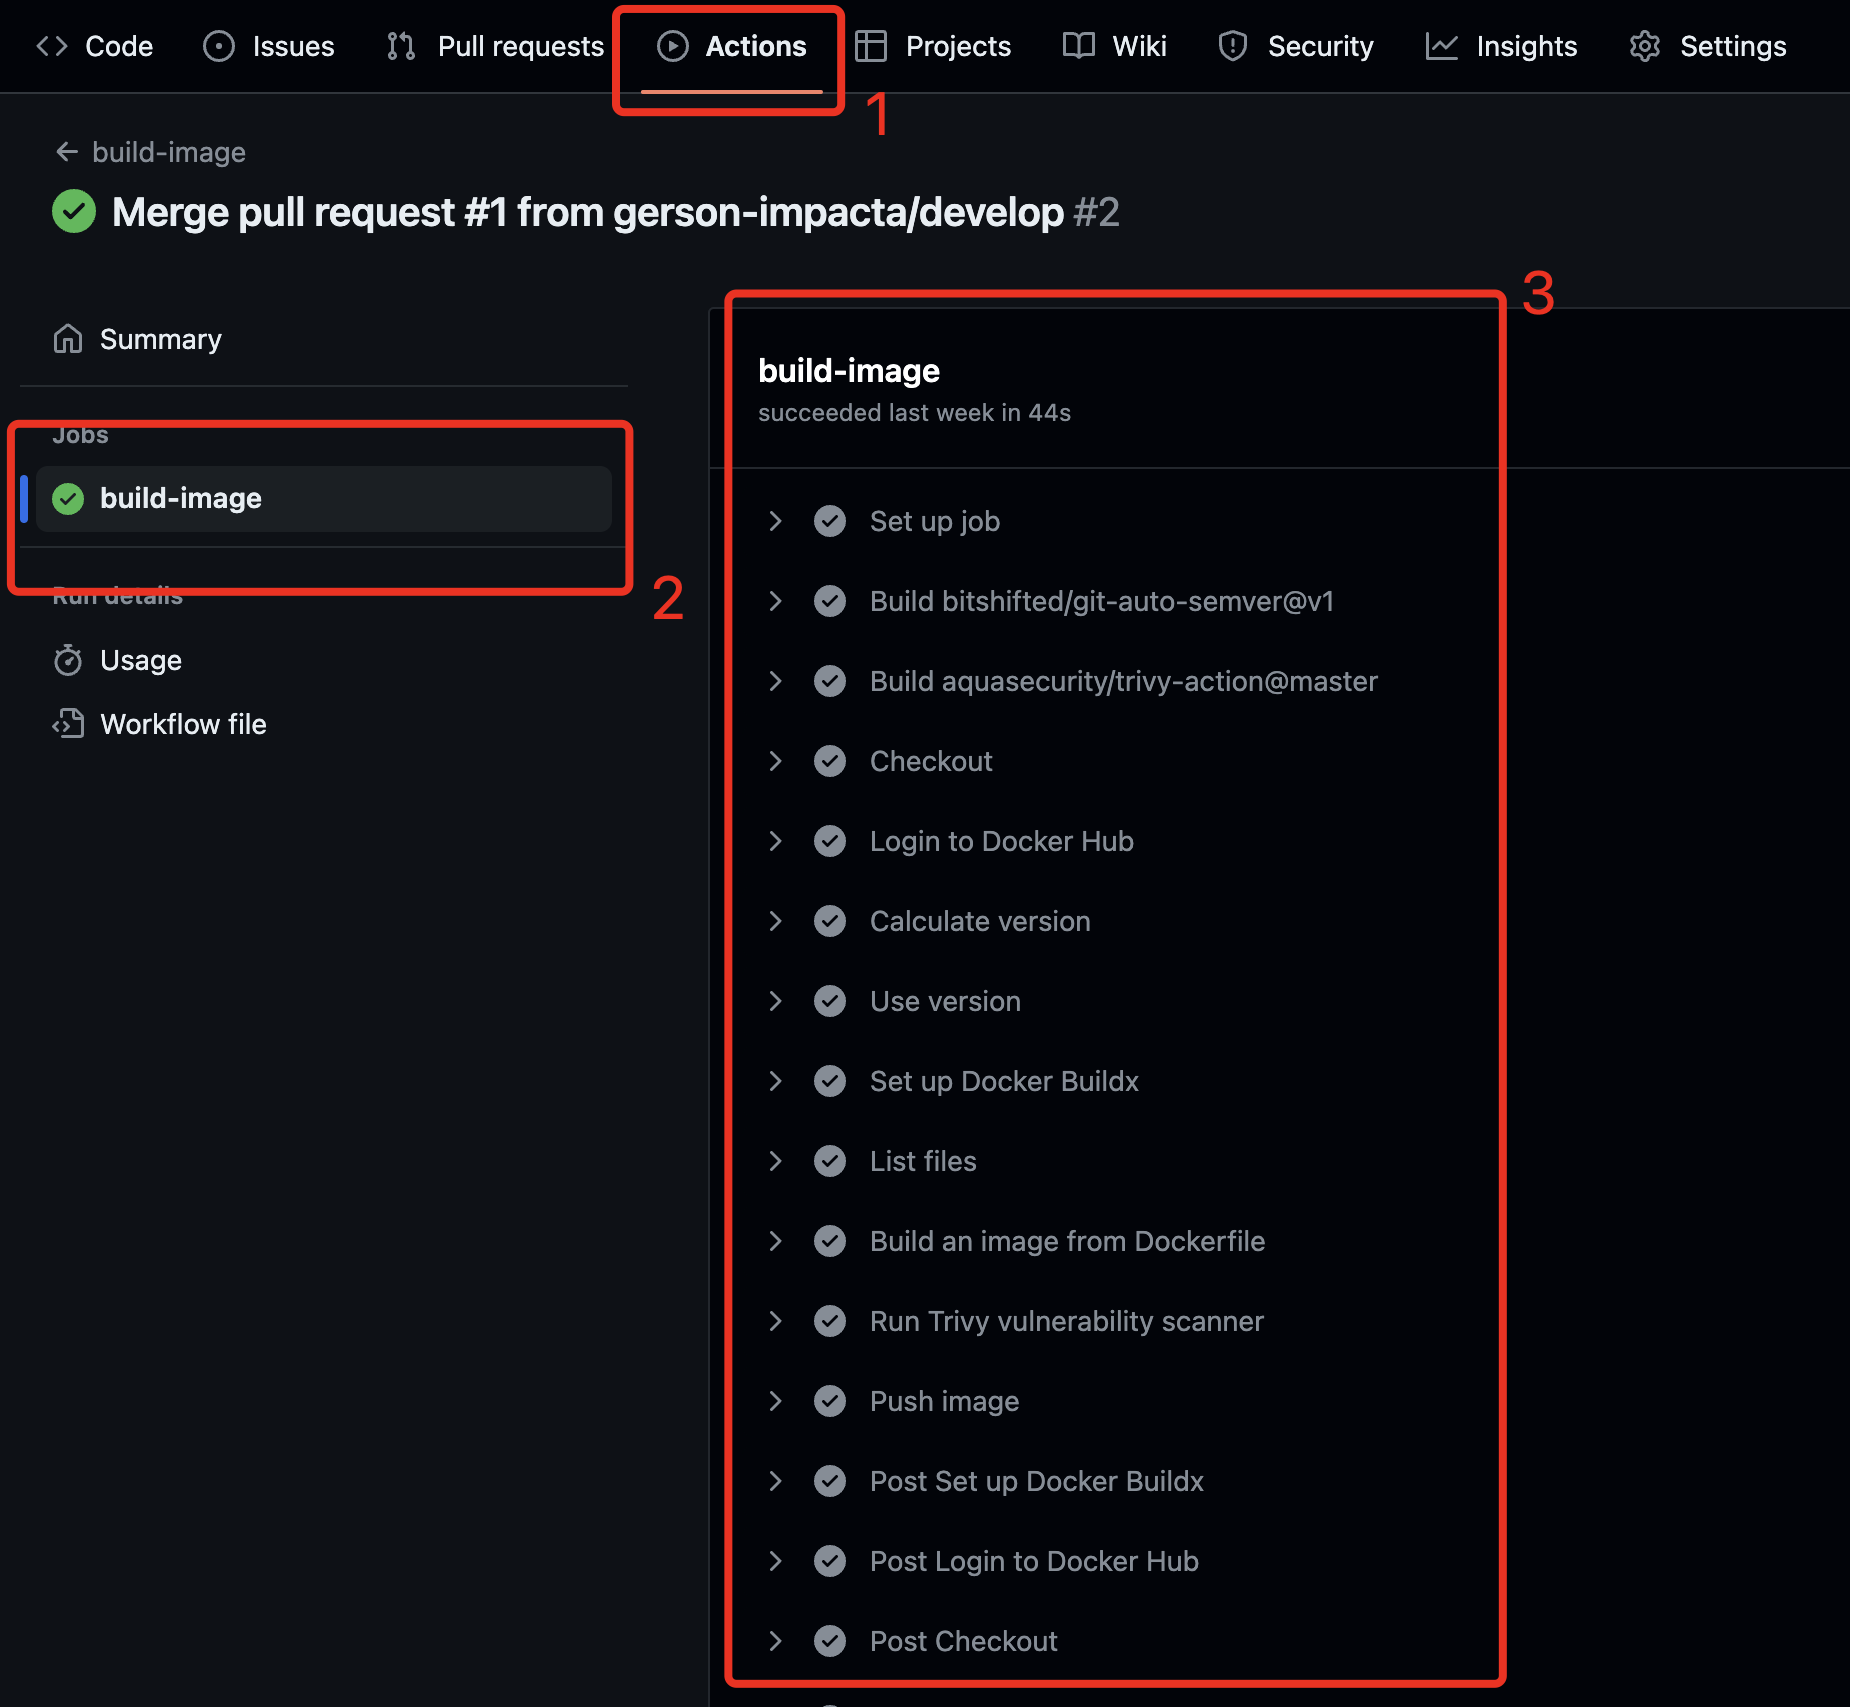 Code Issues Pull requests Actions Projects Wiki Security Insights Settings
1
build-image
Merge pull request #1 from gerson-impacta/develop #2
3
Summary
build-image
succeeded last week in 44s
Jobs
build-image
2
Run details
Usage
Workflow file
Set up job
Build bitshifted/git-auto-semver@v1
Build aquasecurity/trivy-action@master
Checkout
Login to Docker Hub
Calculate version
Use version
Set up Docker Buildx
List files
Build an image from Dockerfile
Run Trivy vulnerability scanner
Push image
Post Set up Docker Buildx
Post Login to Docker Hub
Post Checkout